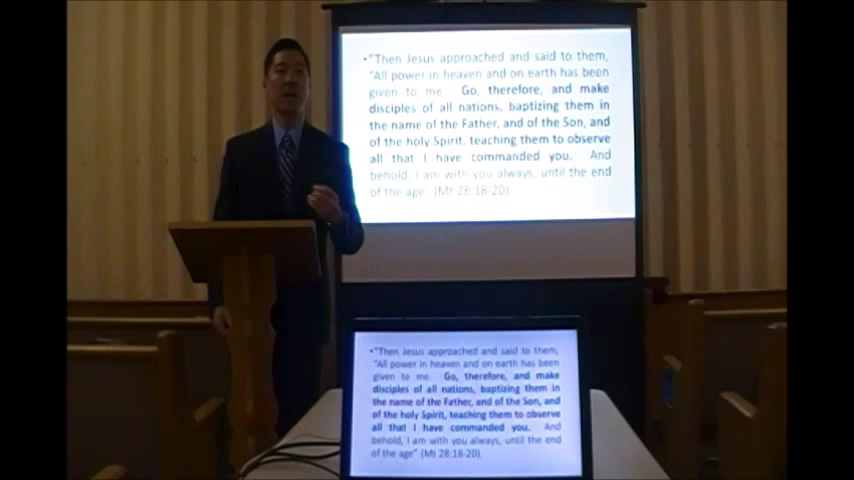 •"Then Jesus approached and said to them,
"All power in heaven and on earth has been
given to me. Go, therefore, and make
disciples of all nations, baptizing them in
the name of the Father, and of the Son, and
of the holy Spirit, teaching them to observe
all that I have commanded you. And
behold, I am with you always, until the end
of the age" (Mt 28:18-20)
•"Then Jesus approached and said to them,
"All power in heaven and on earth has been
given to me. Go, therefore, and make
disciples of all nations, baptizing them in
the name of the Father, and of the Son, and
of the holy Spirit, teaching them to observe
all that I have commanded you. And
behold, I am with you always, until the end
of the age" (Mt 28:18-20)